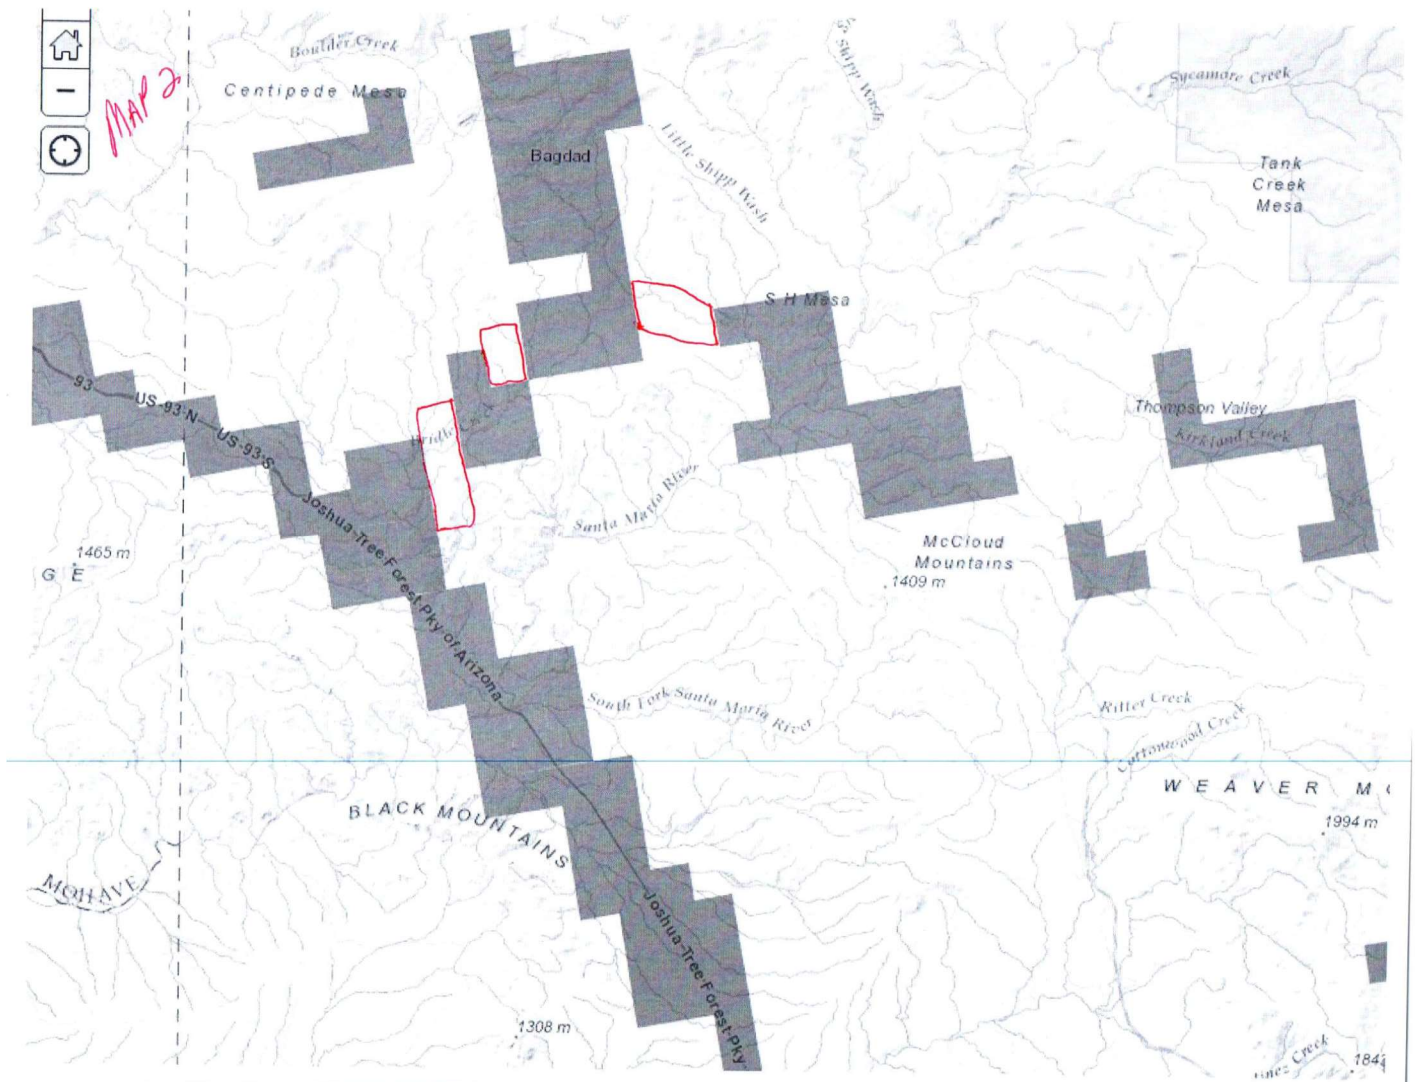 MAP 2
Boulder Creek
Centipede Mesa
Bagdad
Little Shipp Wash
Shipp Wash
Sycamore Creek
Tank
Creek
Mesa
S H Mesa
93
US-93 N
US-93 S
Thompson Valley
Kirkland Creek
Santa Maria River
Joshua-Tree-Forest-Pky-of-Arizona
McCloud
Mountains
1409 m
1465 m
G E
South Fork Santa Maria River
Ritter Creek
Cottonwood Creek
WEAVER
1994 m
BLACK MOUNTAINS
MOHAVE
Joshua-Tree-Forest-Pky-
1308 m
Creek
184